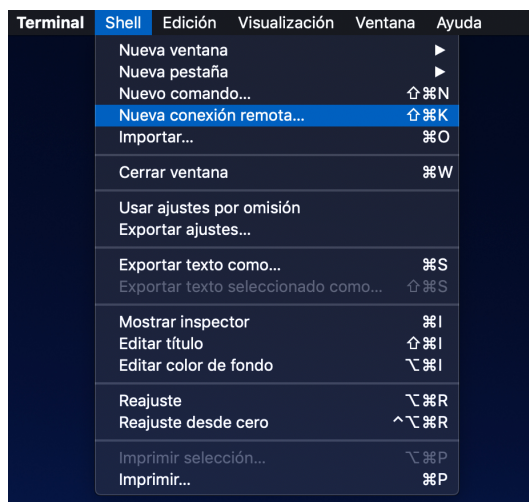 Terminal Shell Edición Visualización Ventana Ayuda
Nueva ventana ▶
Nueva pestaña ▶
Nuevo comando... ⇧⌘N
Nueva conexión remota... ⇧⌘K
Importar... ⌘O
Cerrar ventana ⌘W
Usar ajustes por omisión
Exportar ajustes...
Exportar texto como... ⌘S
Exportar texto seleccionado como... ⇧⌘S
Mostrar inspector ⌘I
Editar título ⇧⌘I
Editar color de fondo ⌥⌘I
Reajuste ⌥⌘R
Reajuste desde cero ^⌥⌘R
Imprimir selección... ⌥⌘P
Imprimir... ⌘P